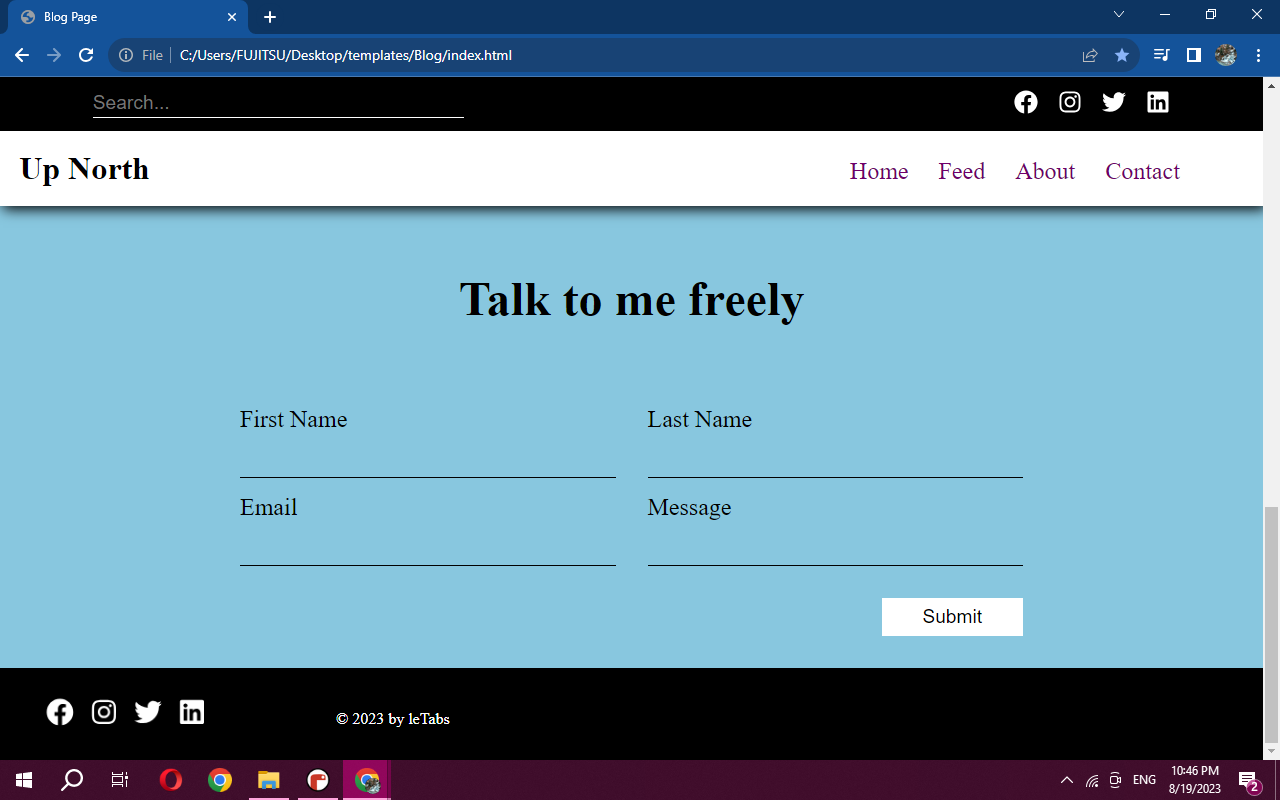 Blog Page
File
C:/Users/FUJITSU/Desktop/templates/Blog/index.html
Search...
Up North
Home Feed About Contact
Talk to me freely
First Name Last Name
Email Message
Submit
© 2023 by leTabs
ENG
10:46 PM
8/19/2023
2